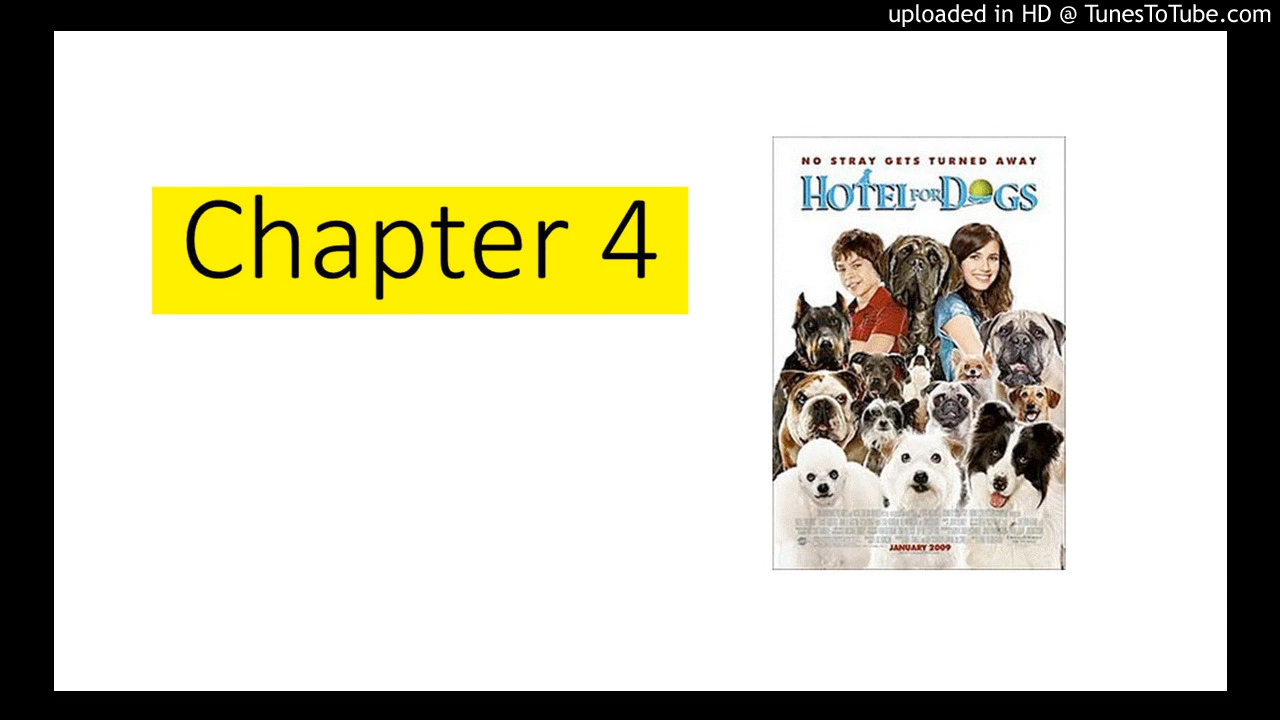 uploaded in HD @ TunesToTube.com
Chapter 4
NO STRAY GETS TURNED AWAY
HOTEL FOR DOGS
JANUARY 2009